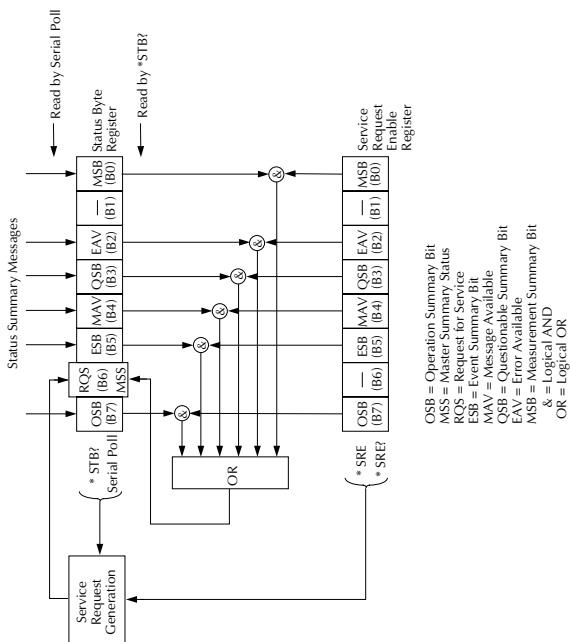 Status Summary Messages
Read by Serial Poll
Service
Request
Generation
* STB?
Serial Poll
OSB
(B7)
RQS
(B6)
MSS
ESB
(B5)
MAV
(B4)
QSB
(B3)
EAV
(B2)
—
(B1)
MSB
(B0)
Status Byte
Register
Read by *STB?
OR
&
&
&
&
&
&
* SRE
* SRE?
OSB
(B7)
—
(B6)
ESB
(B5)
MAV
(B4)
QSB
(B3)
EAV
(B2)
—
(B1)
MSB
(B0)
Service
Request
Enable
Register
OSB = Operation Summary Bit
MSS = Master Summary Status
RQS = Request for Service
ESB = Event Summary Bit
MAV = Message Available
QSB = Questionable Summary Bit
EAV = Error Available
MSB = Measurement Summary Bit
& = Logical AND
OR = Logical OR